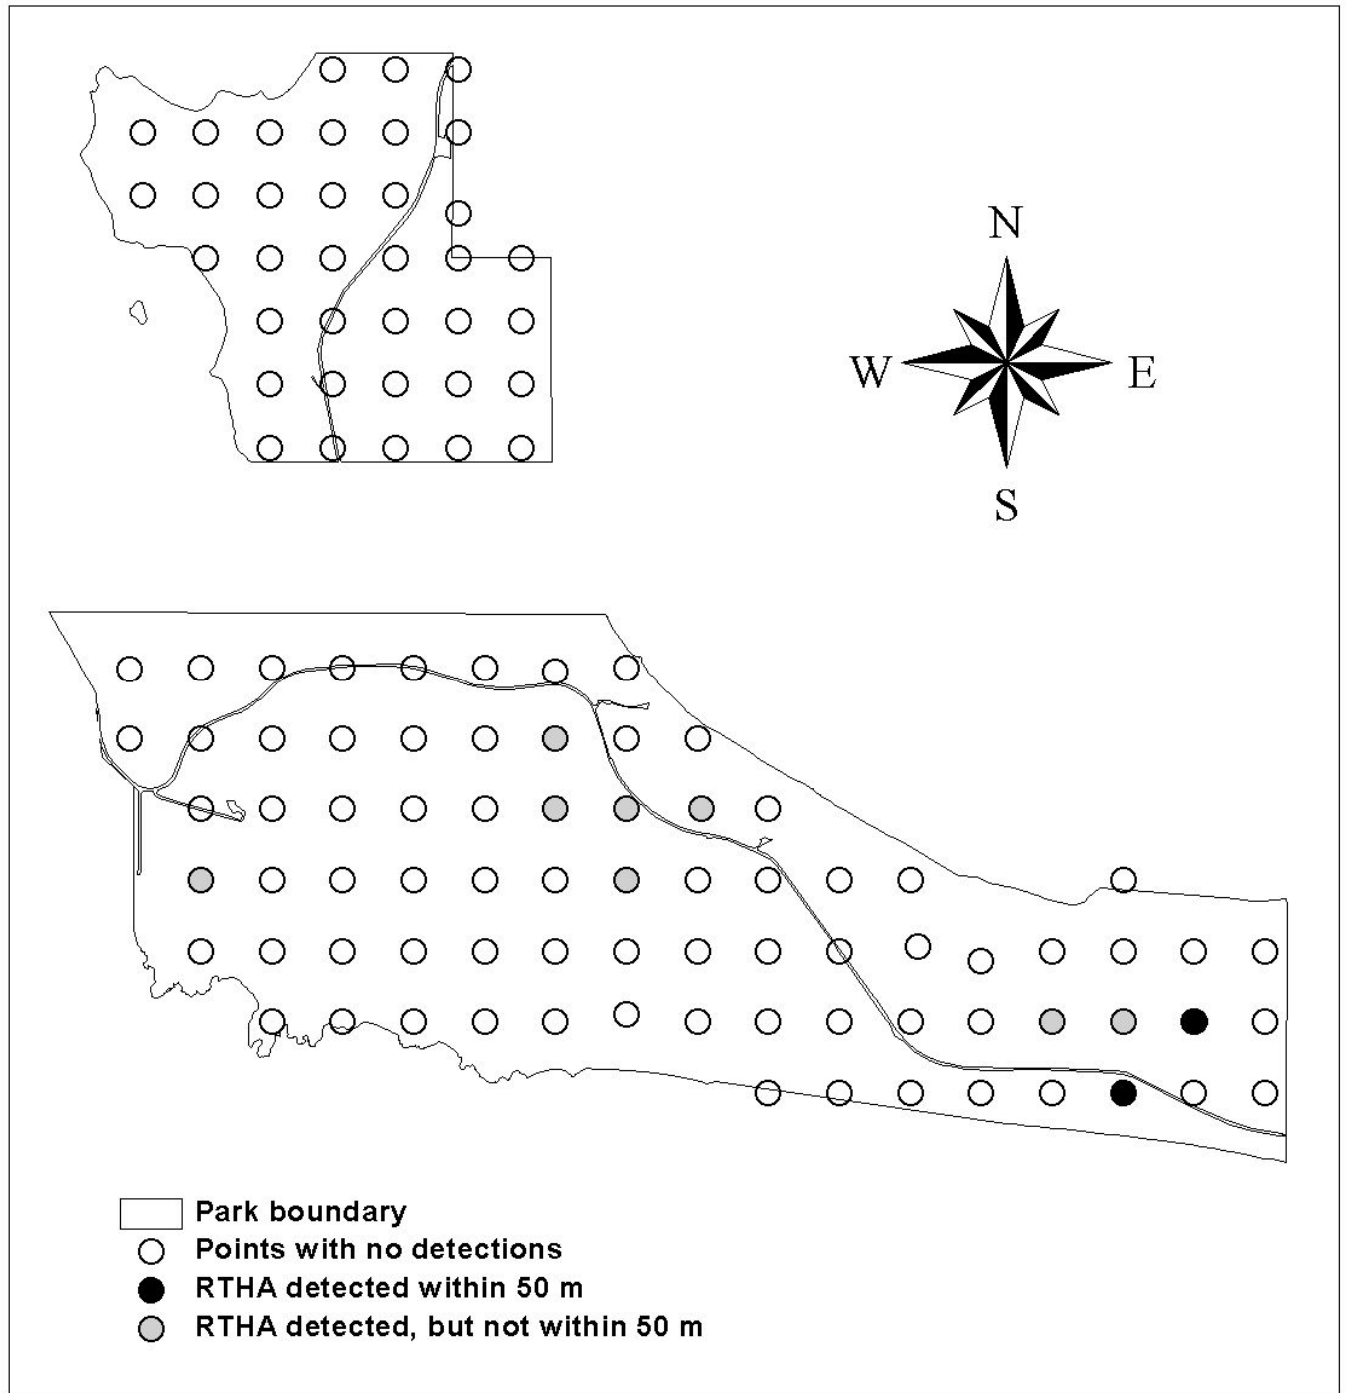 N
W E
S
Park boundary
Points with no detections
RTHA detected within 50 m
RTHA detected, but not within 50 m